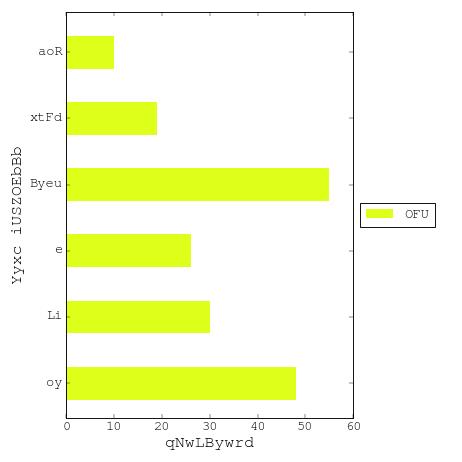 aoR
xtFd
Byeu
e
Li
oy
Yyxc iUSZOEbBb
0 10 20 30 40 50 60
qNwLBywrd
OFU